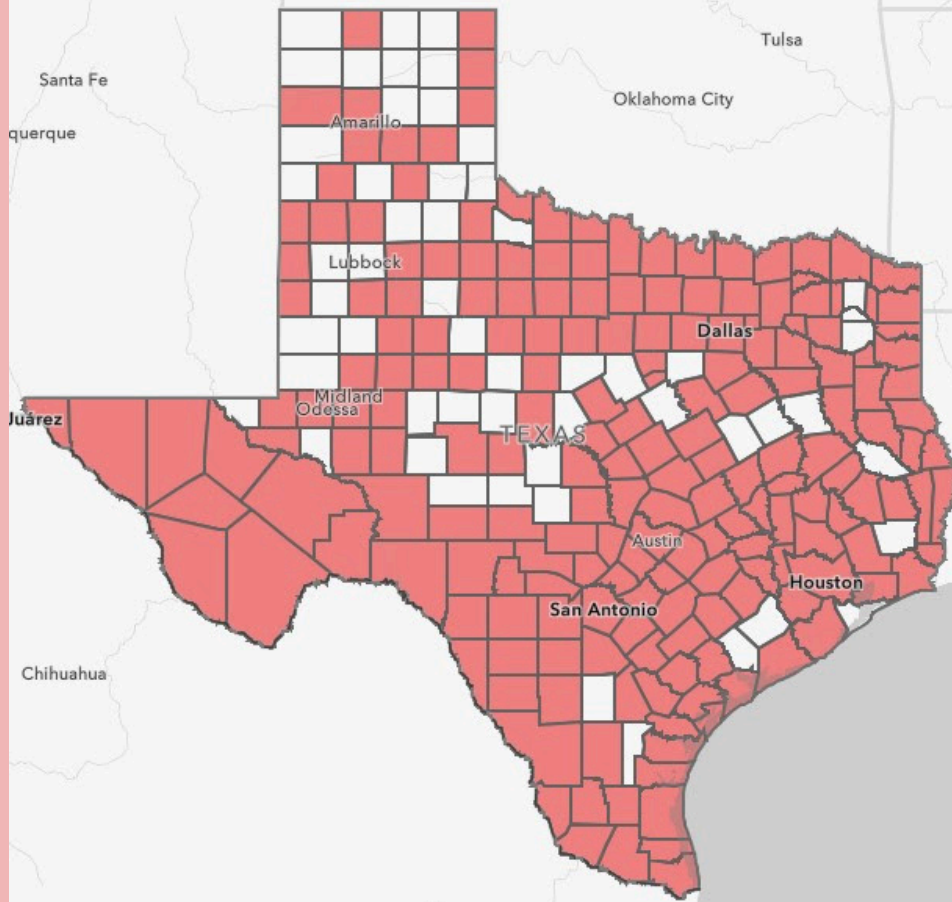 Tulsa
Santa Fe
Oklahoma City
Amarillo
querque
Lubbock
Dallas
Midland
Odessa
Juárez
TEXAS
Austin
Houston
San Antonio
Chihuahua